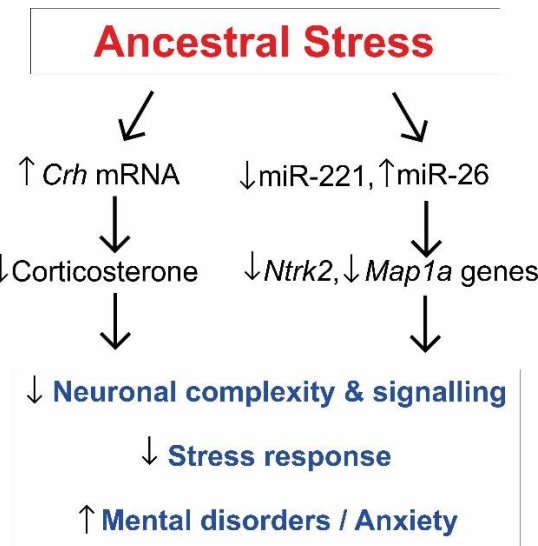 Ancestral Stress
↑ Crh mRNA
↓miR-221, ↑miR-26
↓Corticosterone
↓Ntrk2, ↓Map1a genes
↓ Neuronal complexity & signalling
↓ Stress response
↑ Mental disorders / Anxiety